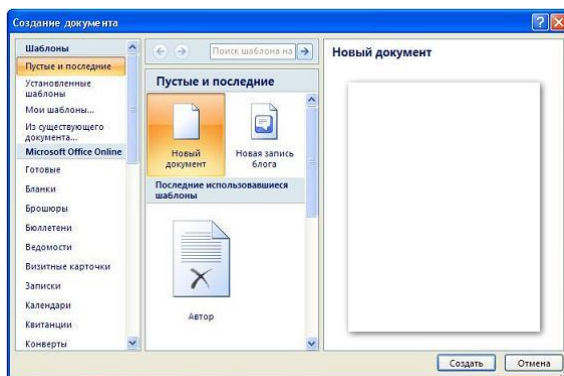 Создание документа
Шаблоны
Пустые и последние
Установленные
шаблоны
Мои шаблоны...
Из существующего
документа...
Microsoft Office Online
Готовые
Бланки
Брошюры
Бюллетени
Ведомости
Визитные карточки
Записки
Календари
Квитанции
Конверты
Поиск шаблона на
Пустые и последние
Новый
документ
Новая запись
блога
Последние использовавшиеся
шаблоны
Автор
Новый документ
Создать
Отмена